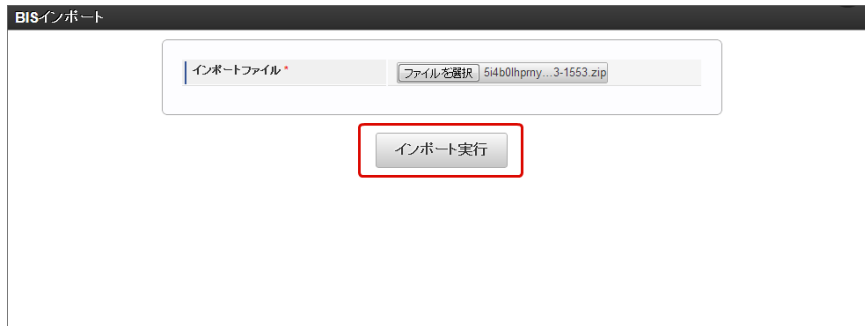 BISインポート
インポートファイル * ファイルを選択 5i4b0lhpmy...3-1553.zip
インポート実行